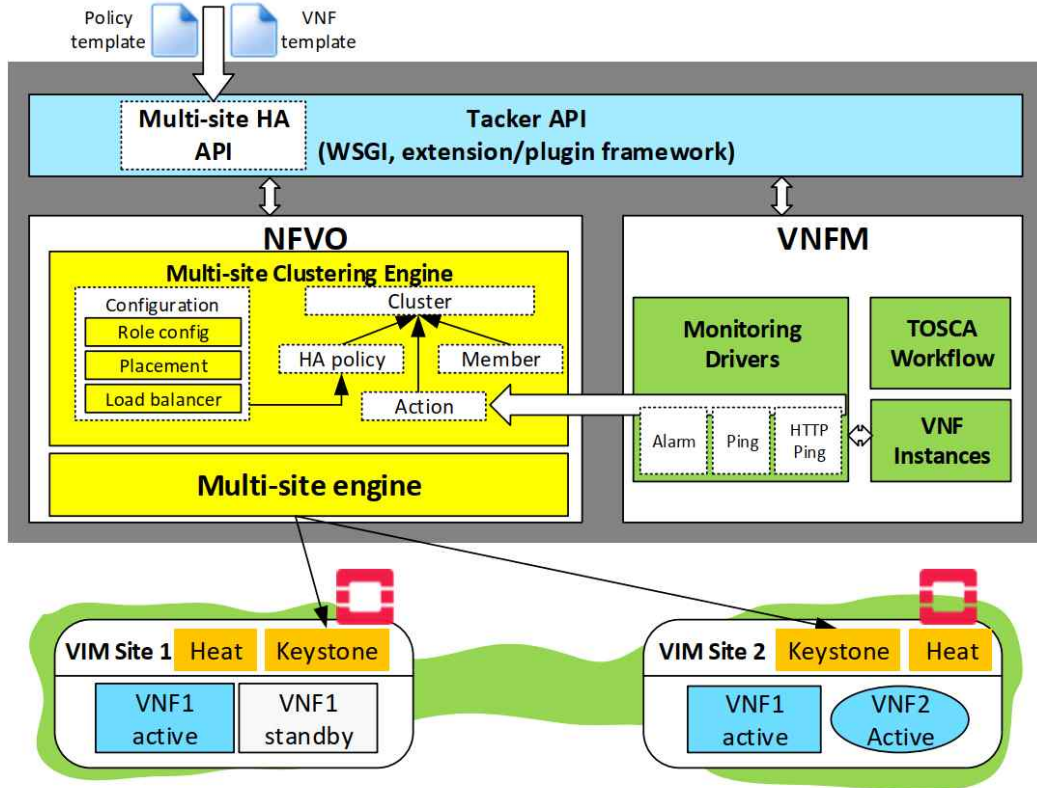 Policy
template
VNF
template
Multi-site HA
API
Tacker API
(WSGI, extension/plugin framework)
NFVO
Multi-site Clustering Engine
Configuration
Role config
Placement
Load balancer
Cluster
HA policy
Member
Action
Multi-site engine
VNFM
Monitoring
Drivers
Alarm
Ping
HTTP
Ping
TOSCA
Workflow
VNF
Instances
VIM Site 1
Heat
Keystone
VNF1
active
VNF1
standby
VIM Site 2
Keystone
Heat
VNF1
active
VNF2
Active